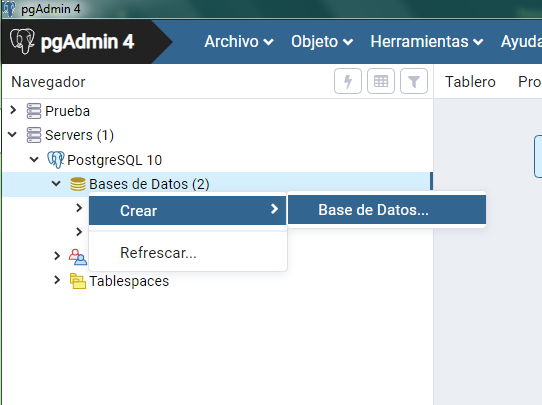 pgAdmin 4
pgAdmin 4 Archivo Objeto Herramientas Ayuda
Navegador Tablero Pro
Prueba
Servers (1)
PostgreSQL 10
Bases de Datos (2)
Crear Base de Datos...
Refrescar...
Tablespaces